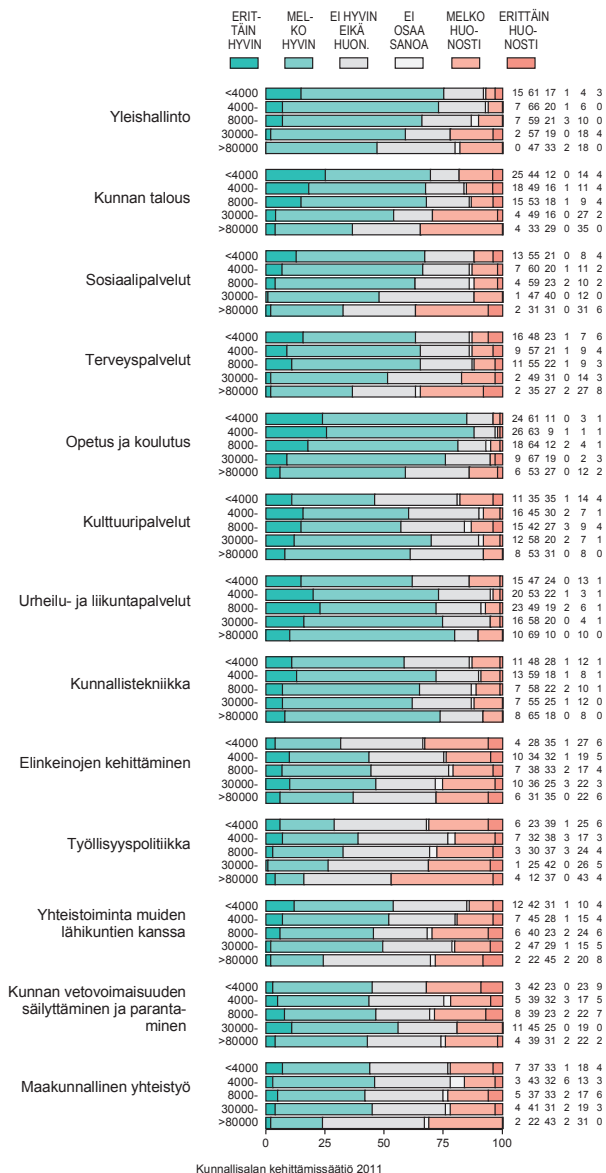 ERIT- MEL- EI HYVIN EI MELKO ERITTÄIN
TÄIN KO EIKÄ OSAA HUO- HUO-
HYVIN HYVIN HUON. SANOA NOSTI NOSTI
Yleishallinto
<4000 15 61 17 1 4 3
4000- 7 66 20 1 6 0
8000- 7 59 21 3 10 0
30000- 2 57 19 0 18 4
>80000 0 47 33 2 18 0
Kunnan talous
<4000 25 44 12 0 14 4
4000- 18 49 16 1 11 4
8000- 15 53 18 1 9 4
30000- 4 49 16 0 27 2
>80000 4 33 29 0 35 0
Sosiaalipalvelut
<4000 13 55 21 0 8 4
4000- 7 60 20 1 11 2
8000- 4 59 23 2 10 2
30000- 1 47 40 0 12 0
>80000 2 31 31 0 31 6
Terveyspalvelut
<4000 16 48 23 1 7 6
4000- 9 57 21 1 9 4
8000- 11 55 22 1 9 3
30000- 2 49 31 0 14 3
>80000 2 35 27 2 27 8
Opetus ja koulutus
<4000 24 61 11 0 3 1
4000- 26 63 9 1 1 1
8000- 18 64 12 2 4 1
30000- 9 67 19 0 2 3
>80000 6 53 27 0 12 2
Kulttuuripalvelut
<4000 11 35 35 1 14 4
4000- 16 45 30 2 7 1
8000- 15 42 27 3 9 4
30000- 12 58 20 2 7 1
>80000 8 53 31 0 8 0
Urheilu- ja liikuntapalvelut
<4000 15 47 24 0 13 1
4000- 20 53 22 1 3 1
8000- 23 49 19 2 6 1
30000- 16 58 20 0 4 1
>80000 10 69 10 0 10 0
Kunnallistekniikka
<4000 11 48 28 1 12 1
4000- 13 59 18 1 8 1
8000- 7 58 22 2 10 1
30000- 7 55 25 1 12 0
>80000 8 65 18 0 8 0
Elinkeinojen kehittäminen
<4000 4 28 35 1 27 6
4000- 10 34 32 1 19 5
8000- 7 38 33 2 17 4
30000- 10 36 25 3 22 3
>80000 6 31 35 0 22 6
Työllisyyspolitiikka
<4000 6 23 39 1 25 6
4000- 7 32 38 3 17 3
8000- 3 30 37 3 24 4
30000- 1 25 42 0 26 5
>80000 4 12 37 0 43 4
Yhteistoiminta muiden
lähikuntien kanssa
<4000 12 42 31 1 10 4
4000- 7 45 28 1 15 4
8000- 6 40 23 2 24 6
30000- 2 47 29 1 15 5
>80000 2 22 45 2 20 8
Kunnan vetovoimaisuuden
säilyttäminen ja paranta-
minen
<4000 3 42 23 0 23 9
4000- 5 39 32 3 17 5
8000- 8 39 23 2 22 7
30000- 11 45 25 0 19 0
>80000 4 39 31 2 22 2
Maakunnallinen yhteistyö
<4000 7 37 33 1 18 4
4000- 3 43 32 6 13 3
8000- 5 37 33 2 17 6
30000- 4 41 31 2 19 3
>80000 2 22 43 2 31 0
0 25 50 75 100
Kunnallisalan kehittämissäätiö 2011